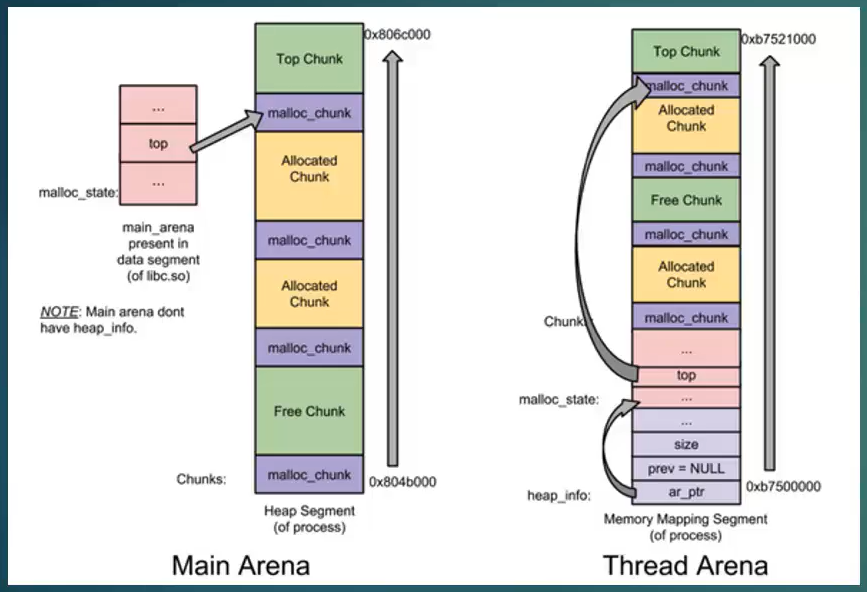 0x806c000
Top Chunk
malloc_chunk
...
top
...
malloc_state:
main_arena
present in
data segment
(of libc.so)
NOTE: Main arena dont
have heap_info.
Allocated
Chunk
malloc_chunk
Allocated
Chunk
malloc_chunk
Free Chunk
Chunks:
malloc_chunk
0x804b000
Heap Segment
(of process)
Main Arena
0xb7521000
Top Chunk
malloc_chunk
Allocated
Chunk
malloc_chunk
Free Chunk
malloc_chunk
Allocated
Chunk
malloc_chunk
Chunks:
...
top
malloc_state:
...
...
size
prev = NULL
heap_info:
ar_ptr
0xb7500000
Memory Mapping Segment
(of process)
Thread Arena